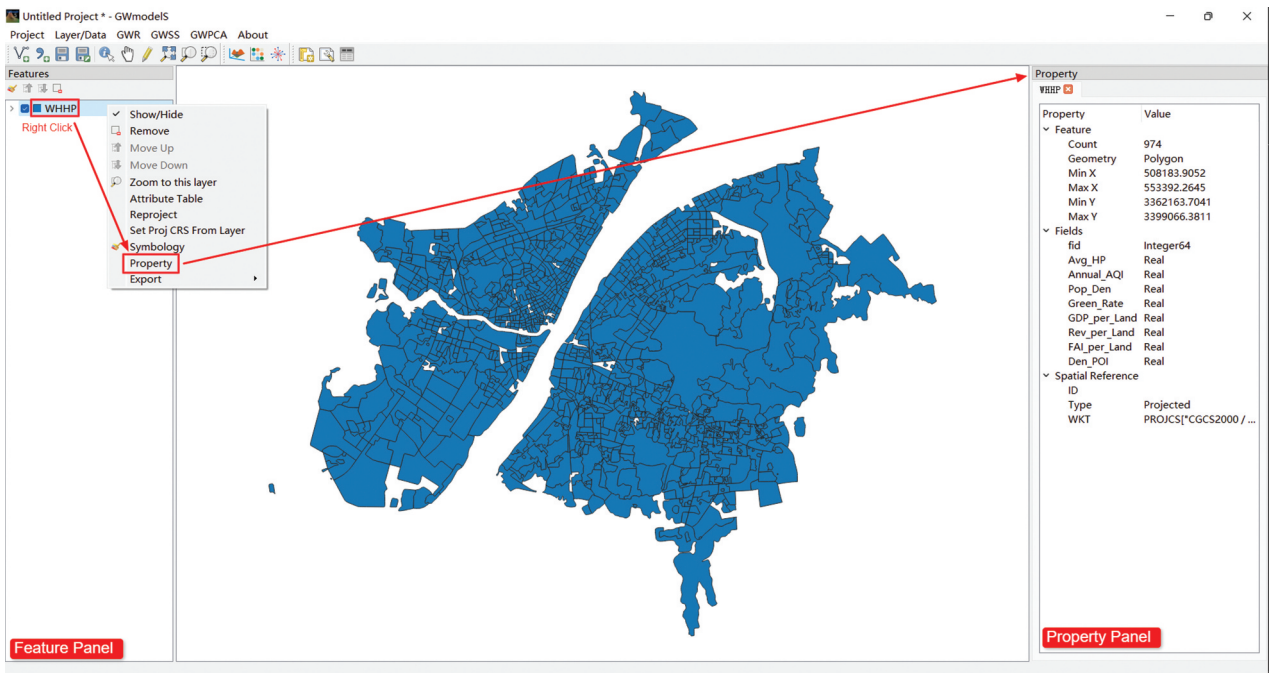 Untitled Project * - GWmodelS
Project Layer/Data GWR GWSS GWPCA About
Features
WHHP
Right Click
Show/Hide
Remove
Move Up
Move Down
Zoom to this layer
Attribute Table
Reproject
Set Proj CRS From Layer
Symbology
Property
Export
Feature Panel
Property
WHHP
Property Value
Feature
Count 974
Geometry Polygon
Min X 508183.9052
Max X 553392.2645
Min Y 3362163.7041
Max Y 3399066.3811
Fields
fid Integer64
Avg_HP Real
Annual_AQI Real
Pop_Den Real
Green_Rate Real
GDP_per_Land Real
Rev_per_Land Real
FAI_per_Land Real
Den_POI Real
Spatial Reference
ID
Type Projected
WKT PROJCS["CGCS2000 / ...
Property Panel